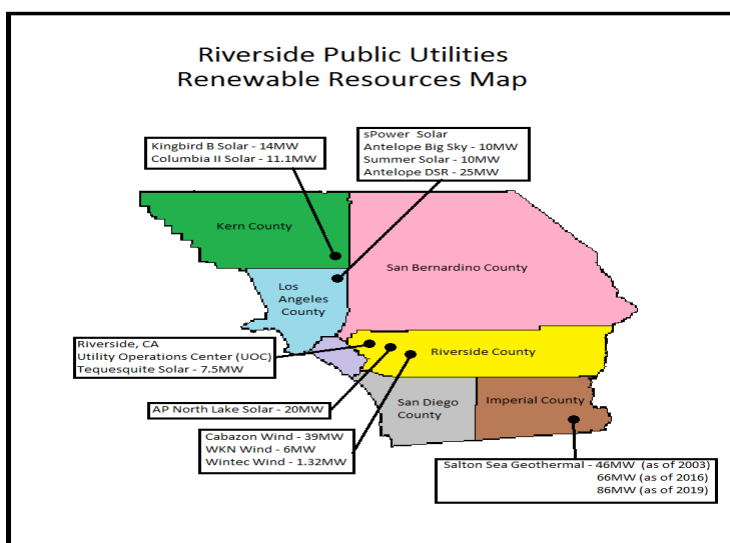 Riverside Public Utilities
Renewable Resources Map
Kingbird B Solar - 14MW
Columbia II Solar - 11.1MW
sPower  Solar
Antelope Big Sky - 10MW
Summer Solar - 10MW
Antelope DSR - 25MW
Kern County
San Bernardino County
Los
Angeles
County
Riverside, CA
Utility Operations Center (UOC)
Tequesquite Solar - 7.5MW
Riverside County
AP North Lake Solar - 20MW
San Diego
County
Imperial County
Cabazon Wind - 39MW
WKN Wind - 6MW
Wintec Wind - 1.32MW
Salton Sea Geothermal - 46MW  (as of 2003)
66MW (as of 2016)
86MW (as of 2019)